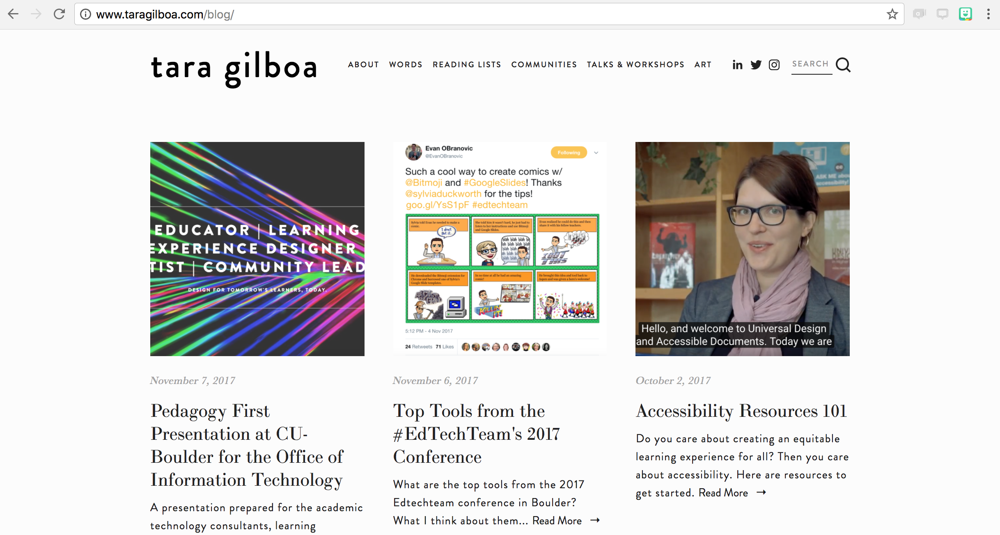 www.taragilboa.com/blog/
tara gilboa
ABOUT WORDS READING LISTS COMMUNITIES TALKS & WORKSHOPS ART
SEARCH
EDUCATOR | LEARNING
EXPERIENCE DESIGNER
TIST | COMMUNITY LEAD
DESIGN FOR TOMORROW'S LEARNERS, TODAY.
November 7, 2017
Pedagogy First
Presentation at CU-
Boulder for the Office of
Information Technology
A presentation prepared for the academic
technology consultants, learning
Evan OBranovic
@EvanOBranovic
Following
Such a cool way to create comics w/
@Bitmoji and #GoogleSlides! Thanks
@sylviaduckworth for the tips!
goo.gl/YsS1pF #edtechteam
Sylvia told Evan he needed to make a
comic.
I don't
get it..
She told him it wasn't hard, he just had to
listen to her instructions and use Bitmoji
and Google Slides.
blah blah blah bl
lah blah blah blah
blah blah
ah blah bl
blah blah
Evan realized he could do this and then
share it with his fellow teachers.
I GOT
THIS
He downloaded the Bitmoji extension for
Chrome and borrowed one of Sylvia's
Google Slide templates.
BACK TO
THE GRIND
In no time at all he had an amazing
comic!
KILLIN'
IT!
He brought this idea and tool back to
Aspen and was given a hero's welcome!
5:12 PM - 4 Nov 2017
24 Retweets 71 Likes
November 6, 2017
Top Tools from the
#EdTechTeam's 2017
Conference
What are the top tools from the 2017
Edtechteam conference in Boulder?
What I think about them... Read More →
ASK ME about
accessibility!
Hello, and welcome to Universal Design
and Accessible Documents. Today we are
October 2, 2017
Accessibility Resources 101
Do you care about creating an equitable
learning experience for all? Then you care
about accessibility. Here are resources to
get started. Read More →